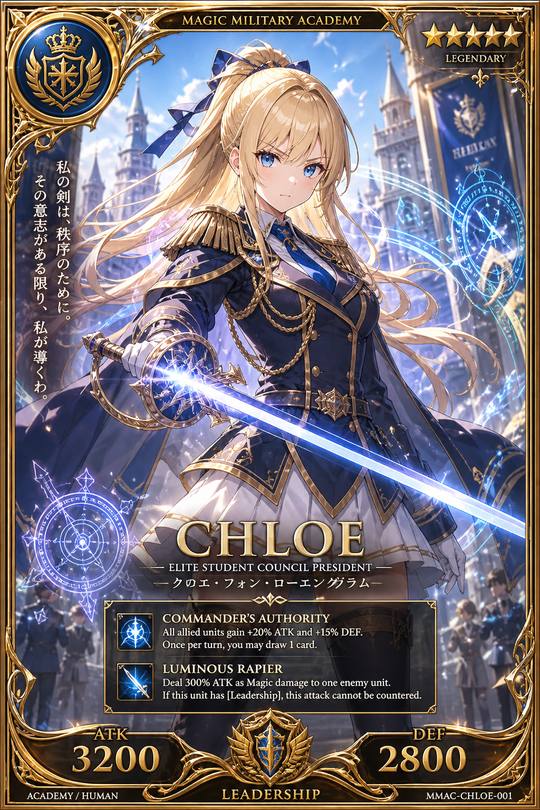 MAGIC MILITARY ACADEMY
LEGENDARY
私の剣は、秩序のために。
その意志がある限り、私が導くわ。
CHLOE
ELITE STUDENT COUNCIL PRESIDENT
クのエ・フォン・ローエングラム
COMMANDER'S AUTHORITY
All allied units gain +20% ATK and +15% DEF.
Once per turn, you may draw 1 card.
LUMINOUS RAPIER
Deal 300% ATK as Magic damage to one enemy unit.
If this unit has [Leadership], this attack cannot be countered.
ATK
3200
DEF
2800
ACADEMY / HUMAN
LEADERSHIP
MMAC-CHLOE-001